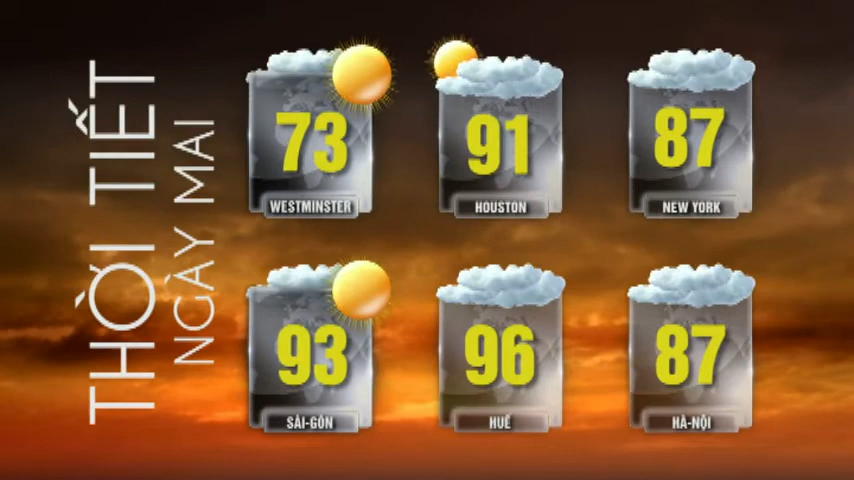 THỜI TIẾT
NGÀY MAI
73
WESTMINSTER
91
HOUSTON
87
NEW YORK
93
SÀI-GÒN
96
HUẾ
87
HÀ-NỘI